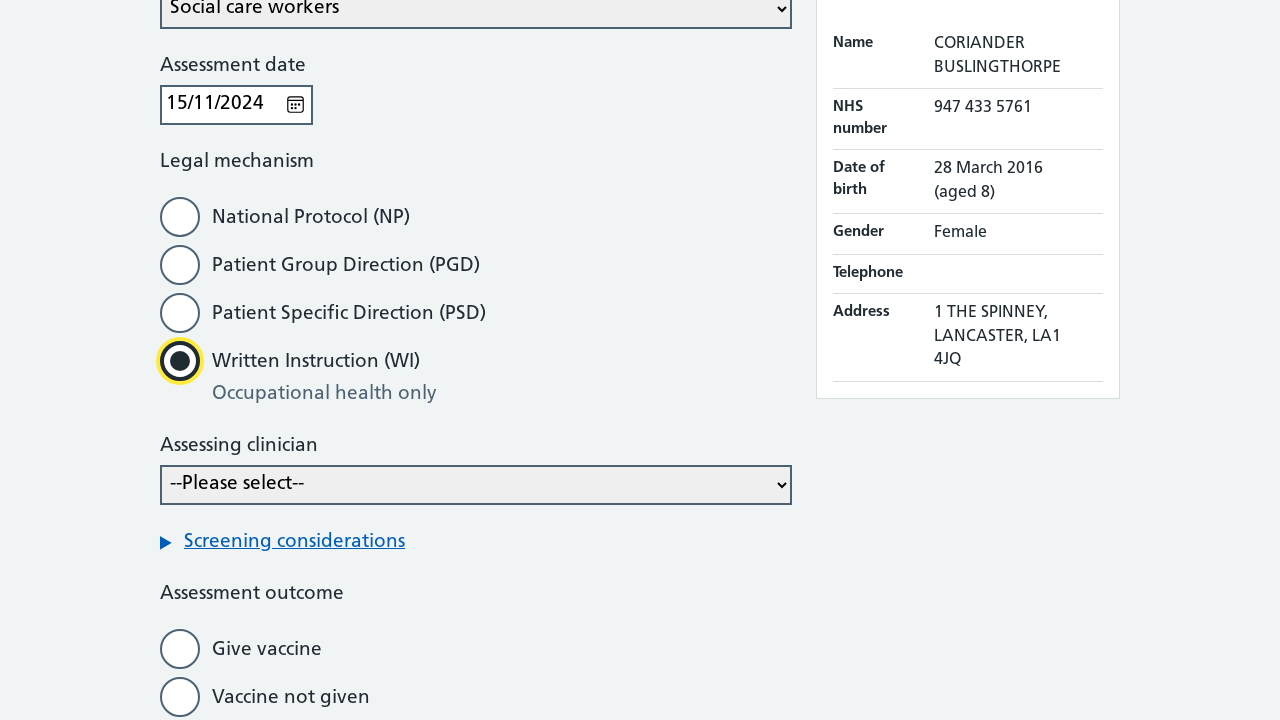 Social care workers
Assessment date
15/11/2024
Legal mechanism
National Protocol (NP)
Patient Group Direction (PGD)
Patient Specific Direction (PSD)
Written Instruction (WI)
Occupational health only
Assessing clinician
--Please select--
Screening considerations
Assessment outcome
Give vaccine
Vaccine not given
Name CORIANDER
BUSLINGTHORPE
NHS 947 433 5761
number
Date of 28 March 2016
birth (aged 8)
Gender Female
Telephone
Address 1 THE SPINNEY,
LANCASTER, LA1
4JQ